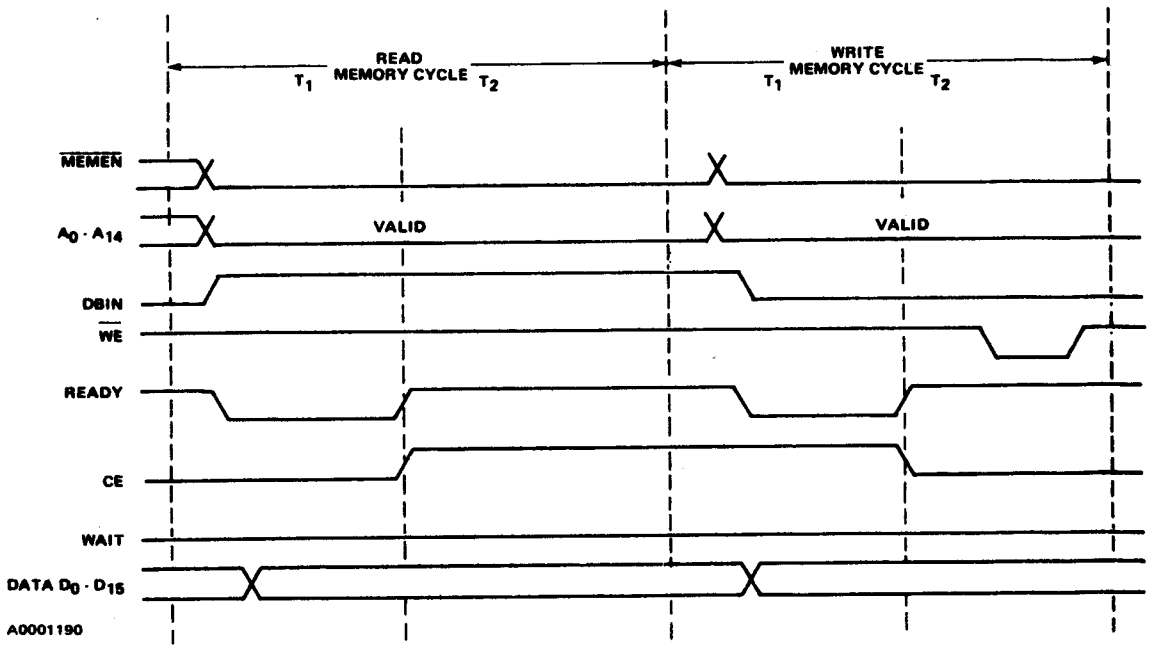 READ
MEMORY CYCLE
T1 T2
WRITE
MEMORY CYCLE
T1 T2
MEMEN
A0 - A14 VALID VALID
DBIN
WE
READY
CE
WAIT
DATA D0 - D15
A0001190